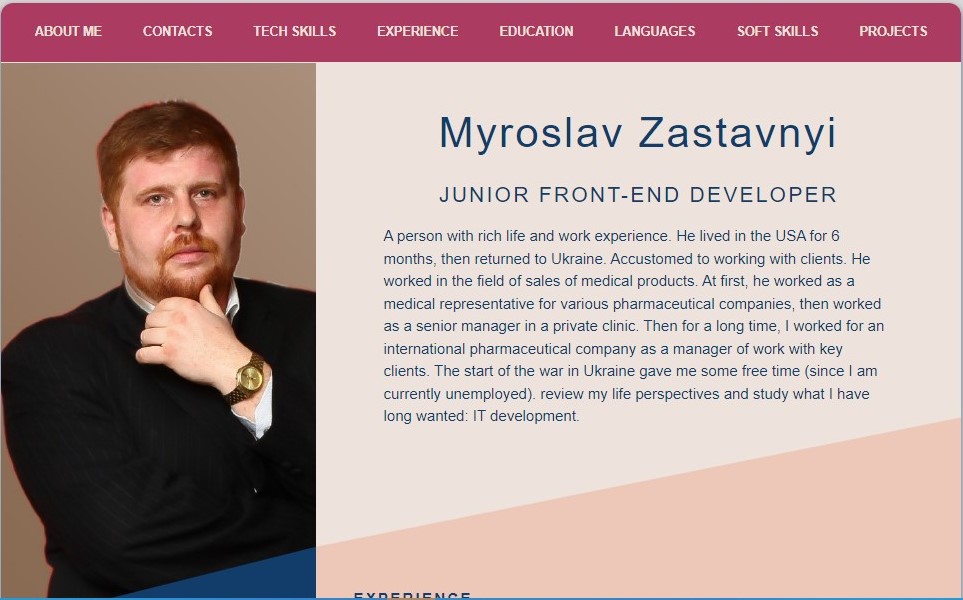 ABOUT ME CONTACTS TECH SKILLS EXPERIENCE EDUCATION LANGUAGES SOFT SKILLS PROJECTS
Myroslav Zastavnyi
JUNIOR FRONT-END DEVELOPER
A person with rich life and work experience. He lived in the USA for 6
months, then returned to Ukraine. Accustomed to working with clients. He
worked in the field of sales of medical products. At first, he worked as a
medical representative for various pharmaceutical companies, then worked
as a senior manager in a private clinic. Then for a long time, I worked for an
international pharmaceutical company as a manager of work with key
clients. The start of the war in Ukraine gave me some free time (since I am
currently unemployed). review my life perspectives and study what I have
long wanted: IT development.
EXPERIENCE